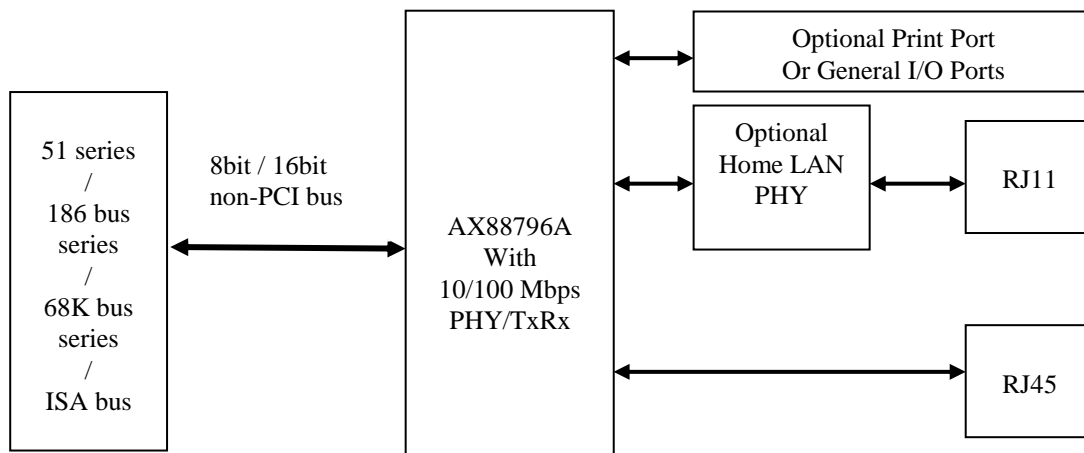 51 series
/
186 bus
series
/
68K bus
series
/
ISA bus
8bit / 16bit
non-PCI bus
AX88796A
With
10/100 Mbps
PHY/TxRx
Optional Print Port
Or General I/O Ports
Optional
Home LAN
PHY
RJ11
RJ45